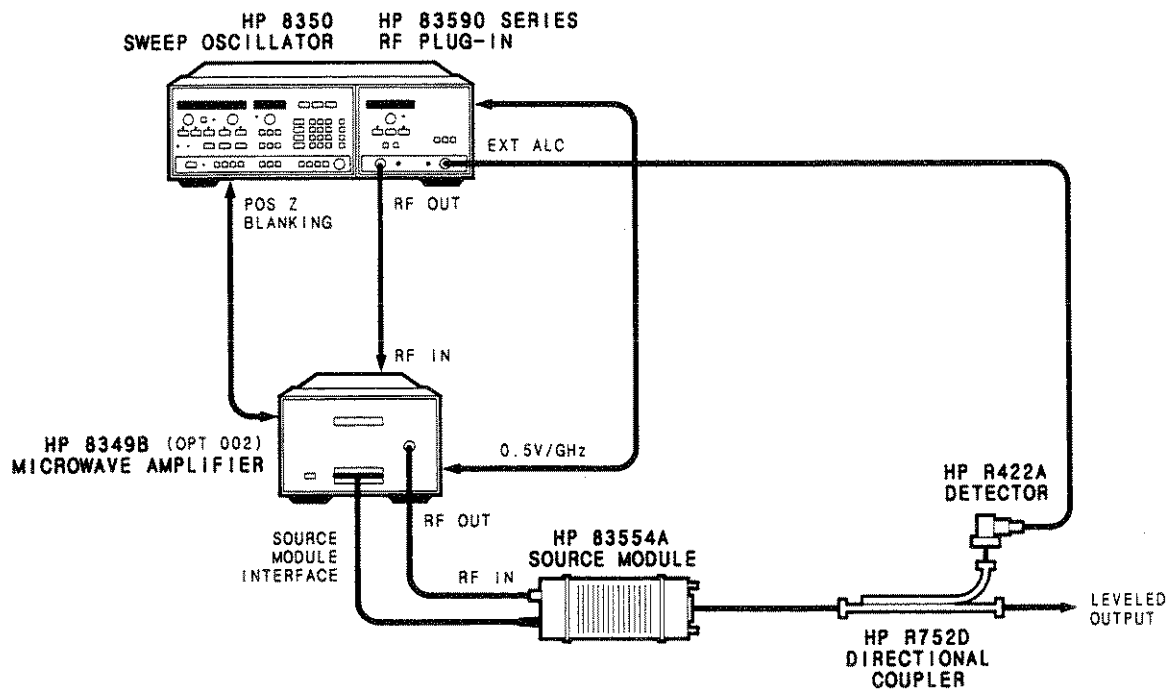 HP 8350
SWEEP OSCILLATOR
HP 83590 SERIES
RF PLUG-IN
EXT ALC
POS Z
BLANKING
RF OUT
RF IN
HP 8349B (OPT 002)
MICROWAVE AMPLIFIER
0.5V/GHz
HP R422A
DETECTOR
RF OUT
SOURCE
MODULE
INTERFACE
HP 83554A
SOURCE MODULE
RF IN
LEVELED
OUTPUT
HP R752D
DIRECTIONAL
COUPLER